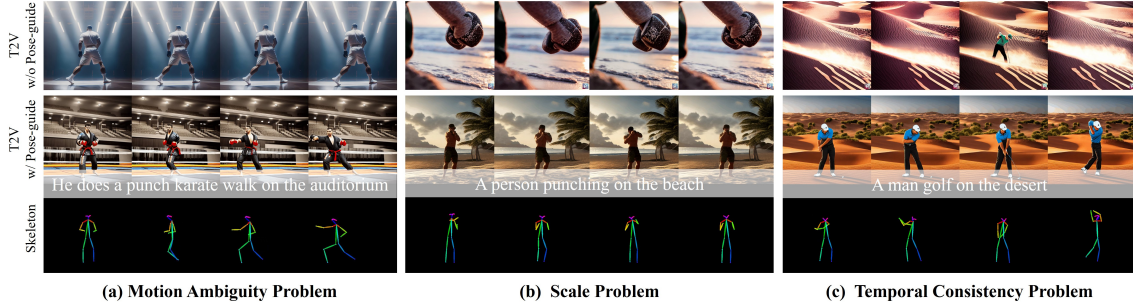 T2V
w/o Pose-guide
T2V
w/ Pose-guide
He does a punch karate walk on the auditorium
A person punching on the beach
A man golf on the desert
Skeleton
(a) Motion Ambiguity Problem
(b) Scale Problem
(c) Temporal Consistency Problem